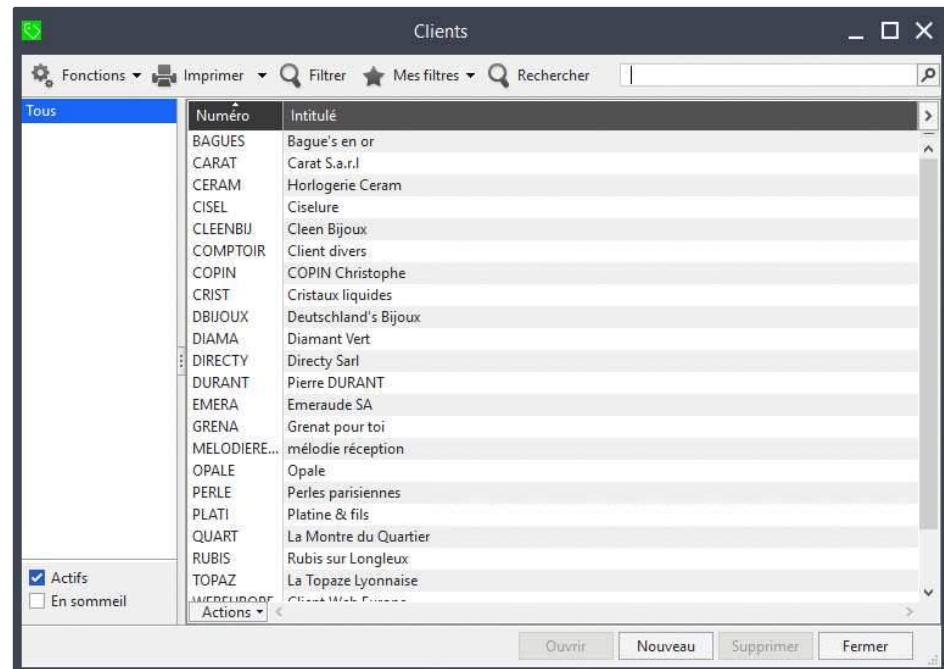 Clients
Fonctions Imprimer Filtrer Mes filtres Rechercher
Tous
Numéro Intitulé
BAGUES Bague's en or
CARAT Carat S.a.r.l
CERAM Horlogerie Ceram
CISEL Ciselure
CLEENBIJ Cleen Bijoux
COMPTOIR Client divers
COPIN COPIN Christophe
CRIST Cristaux liquides
DBIJOUX Deutschland's Bijoux
DIAMA Diamant Vert
DIRECTY Directy Sarl
DURANT Pierre DURANT
EMERA Emeraude SA
GRENA Grenat pour toi
MELODIERE... mélodie réception
OPALE Opale
PERLE Perles parisiennes
PLATI Platine & fils
QUART La Montre du Quartier
RUBIS Rubis sur Longleux
TOPAZ La Topaze Lyonnaise
WEBEUROPE Client Web Europe
Actifs
En sommeil
Actions
Ouvrir Nouveau Supprimer Fermer